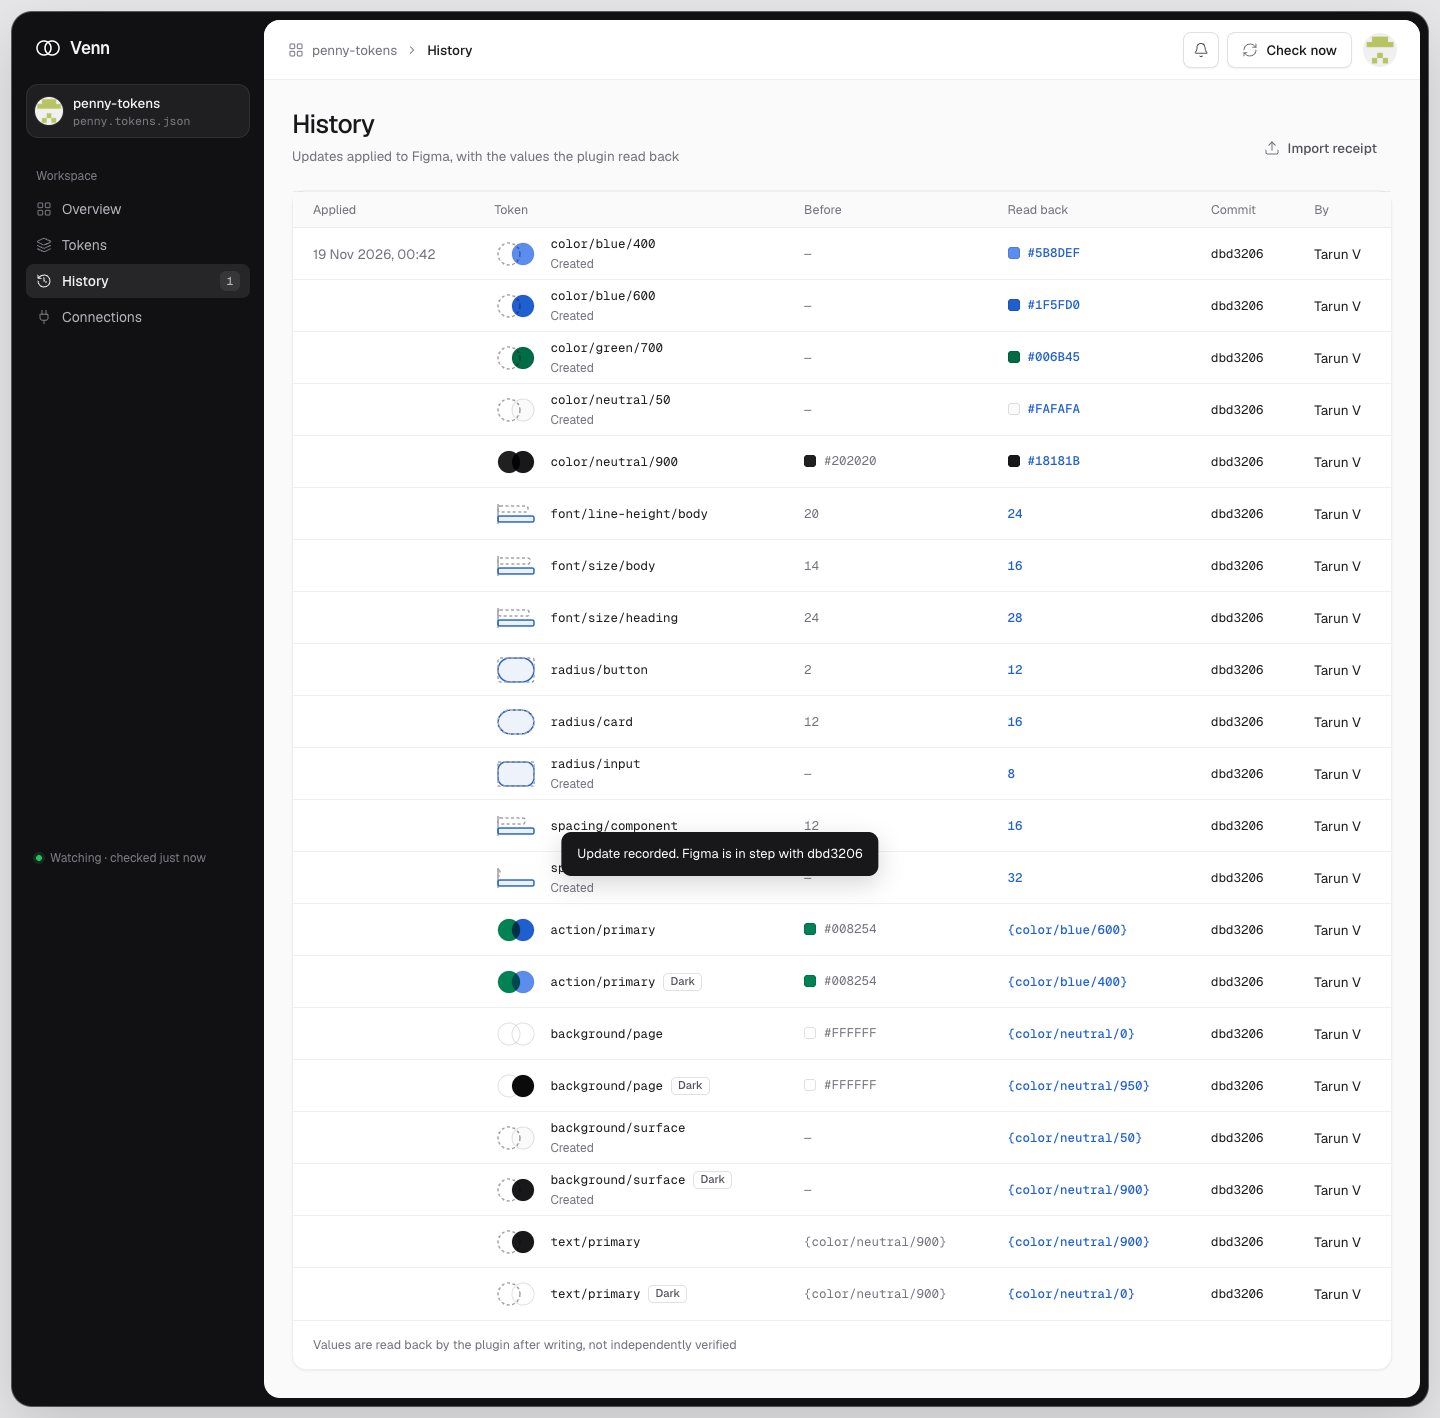 Venn
penny-tokens
penny.tokens.json
Workspace
Overview
Tokens
History 1
Connections
Watching · checked just now
penny-tokens > History
Check now
History
Updates applied to Figma, with the values the plugin read back
Import receipt
Applied Token Before Read back Commit By
19 Nov 2026, 00:42 color/blue/400 Created – #5B8DEF dbd3206 Tarun V
color/blue/600 Created – #1F5FD0 dbd3206 Tarun V
color/green/700 Created – #006B45 dbd3206 Tarun V
color/neutral/50 Created – #FAFAFA dbd3206 Tarun V
color/neutral/900 #202020 #18181B dbd3206 Tarun V
font/line-height/body 20 24 dbd3206 Tarun V
font/size/body 14 16 dbd3206 Tarun V
font/size/heading 24 28 dbd3206 Tarun V
radius/button 2 12 dbd3206 Tarun V
radius/card 12 16 dbd3206 Tarun V
radius/input Created – 8 dbd3206 Tarun V
spacing/component 12 16 dbd3206 Tarun V
Update recorded. Figma is in step with dbd3206
Created – 32 dbd3206 Tarun V
action/primary #008254 {color/blue/600} dbd3206 Tarun V
action/primary Dark #008254 {color/blue/400} dbd3206 Tarun V
background/page #FFFFFF {color/neutral/0} dbd3206 Tarun V
background/page Dark #FFFFFF {color/neutral/950} dbd3206 Tarun V
background/surface Created – {color/neutral/50} dbd3206 Tarun V
background/surface Dark Created – {color/neutral/900} dbd3206 Tarun V
text/primary {color/neutral/900} {color/neutral/900} dbd3206 Tarun V
text/primary Dark {color/neutral/900} {color/neutral/0} dbd3206 Tarun V
Values are read back by the plugin after writing, not independently verified